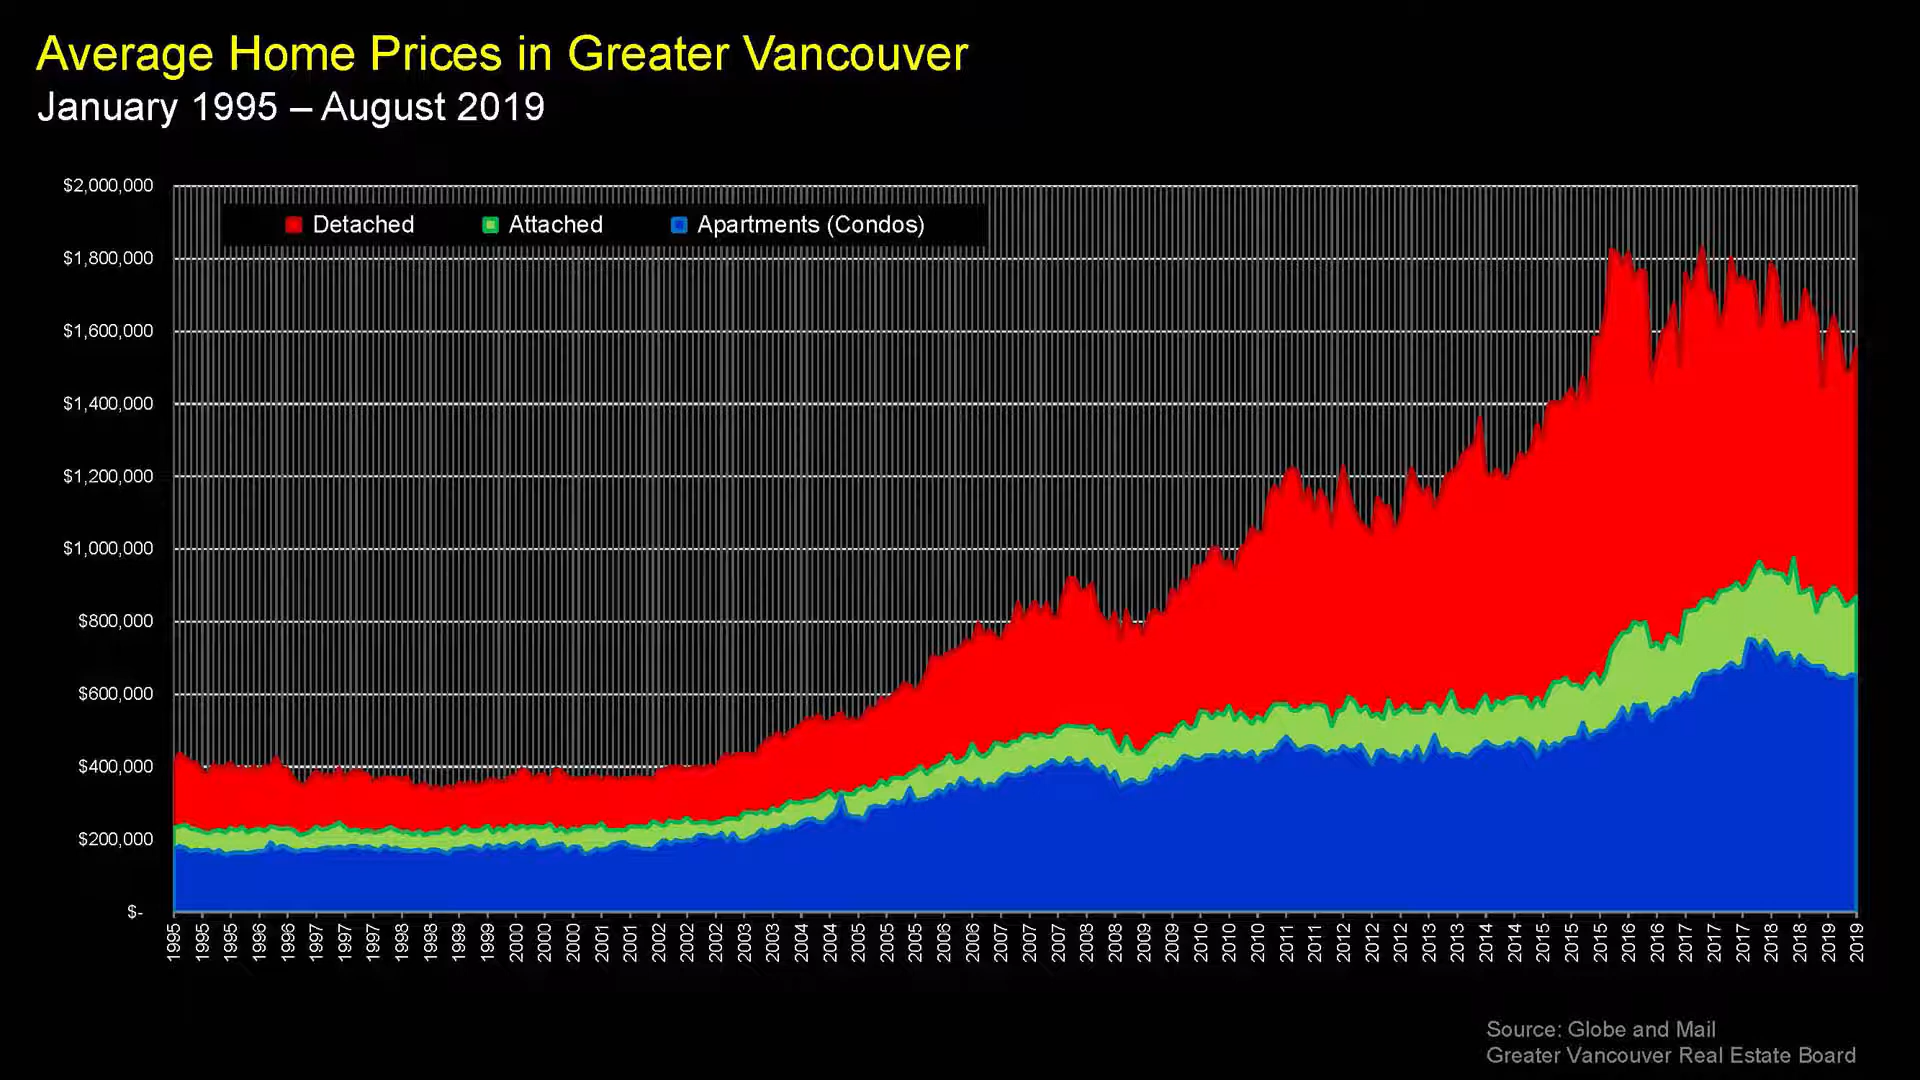 Average Home Prices in Greater Vancouver
January 1995 – August 2019
$2,000,000
Detached Attached Apartments (Condos)
$1,800,000
$1,600,000
$1,400,000
$1,200,000
$1,000,000
$800,000
$600,000
$400,000
$200,000
$-
1995 1995 1995 1996 1996 1997 1997 1997 1998 1998 1999 1999 2000 2000 2000 2001 2001 2002 2002 2002 2003 2003 2004 2004 2005 2005 2005 2006 2006 2007 2007 2007 2008 2008 2009 2009 2010 2010 2010 2011 2011 2012 2012 2012 2013 2013 2014 2014 2015 2015 2015 2016 2016 2017 2017 2017 2018 2018 2019 2019
Source: Globe and Mail
Greater Vancouver Real Estate Board